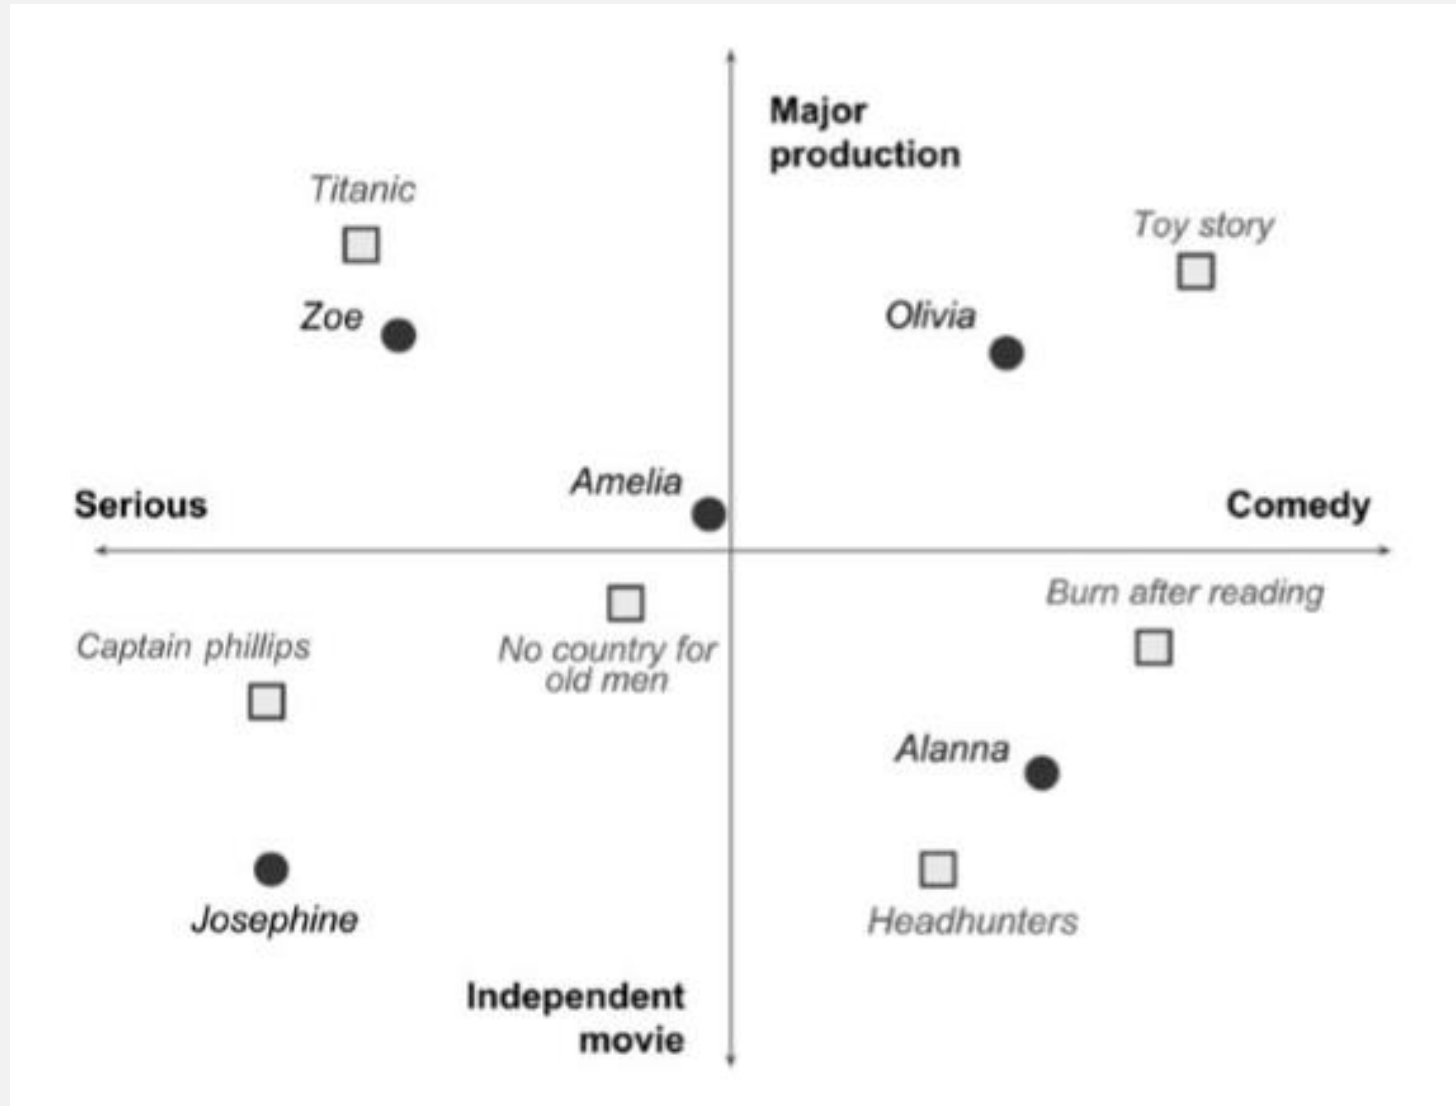 Major
production
Titanic
Toy story
Zoe
Olivia
Amelia
Serious
Comedy
Burn after reading
Captain phillips
No country for
old men
Alanna
Josephine
Headhunters
Independent
movie